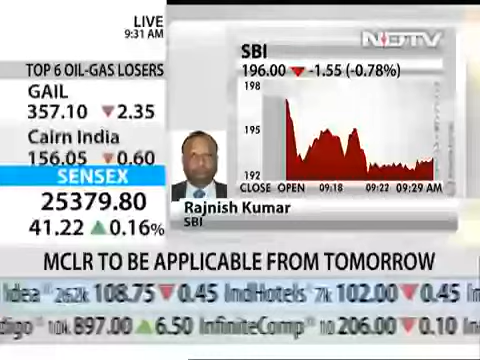 LIVE
9:31 AM
NDTV
TOP 6 OIL-GAS LOSERS
GAIL
357.10 ▼ 2.35
Cairn India
156.05 ▼ 0.60
SENSEX
25379.80
41.22 ▲ 0.16%
SBI
196.00 ▼ -1.55 (-0.78%)
198
195
192
CLOSE OPEN 09:18 09:22 09:29 AM
Rajnish Kumar
SBI
MCLR TO BE APPLICABLE FROM TOMORROW
Idea 262k 108.75 ▼ 0.45 IndHotels 7k 102.00 ▼ 0.45
digo 10k 897.00 ▲ 6.50 InfiniteComp 10 206.00 ▼ 0.10